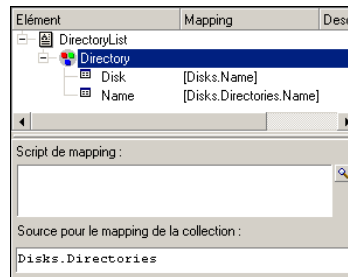 Elément Mapping
DirectoryList
Directory
Disk [Disks.Name]
Name [Disks.Directories.Name]
Script de mapping :
Source pour le mapping de la collection :
Disks.Directories